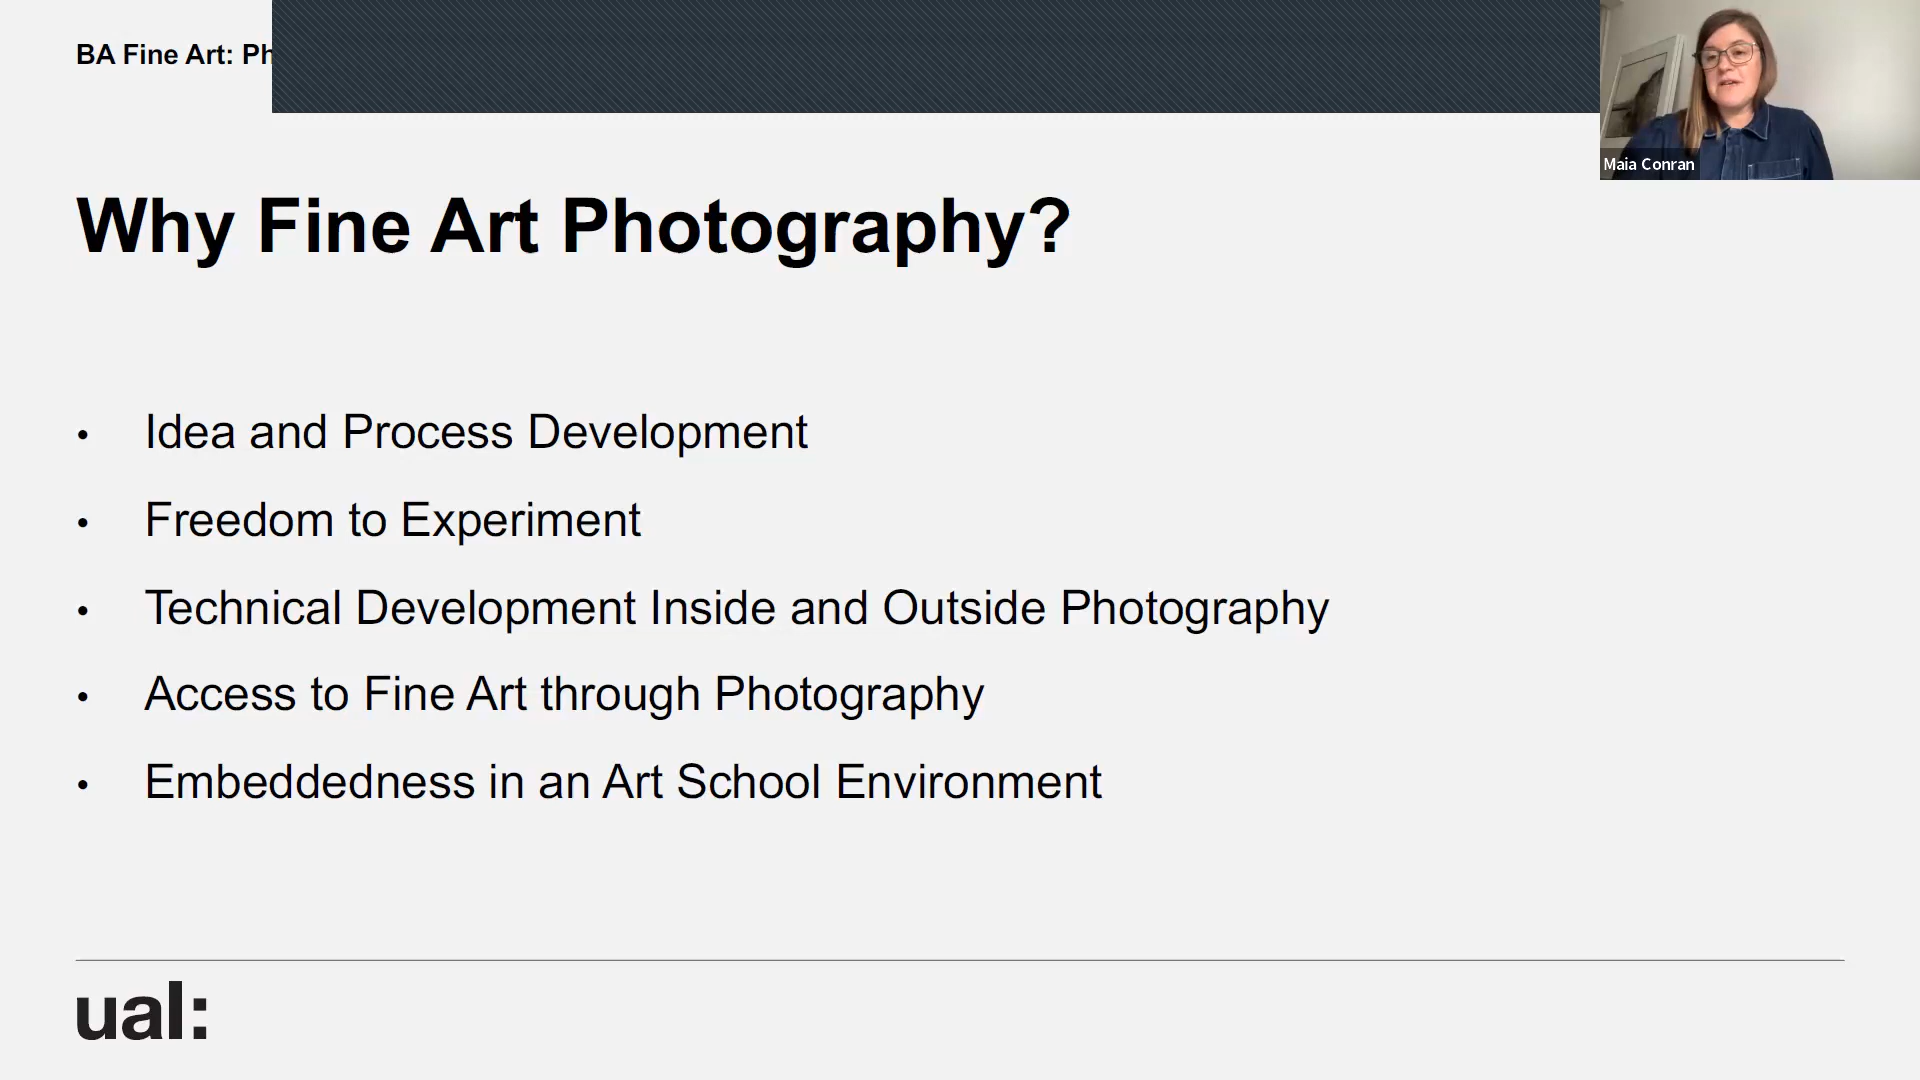 BA Fine Art: Ph
Maia Conran
Why Fine Art Photography?
• Idea and Process Development
• Freedom to Experiment
• Technical Development Inside and Outside Photography
• Access to Fine Art through Photography
• Embeddedness in an Art School Environment
ual: